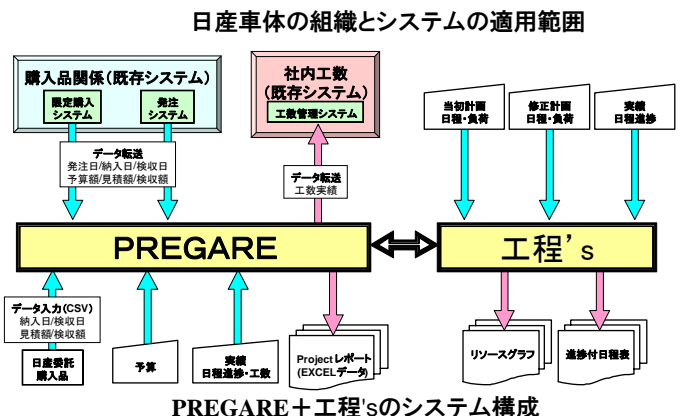 日産車体の組織とシステムの適用範囲
購入品関係(既存システム)
限定購入
システム
発注
システム
社内工数
(既存システム)
工数管理システム
当初計画
日程・負荷
修正計画
日程・負荷
実績
日程進捗
データ転送
発注日/納入日/検収日
予算額/見積額/検収額
データ転送
工数実績
PREGARE
工程’s
データ入力(CSV)
納入日/検収日
見積額/検収額
日産委託
購入品
予算
実績
日程進捗・工数
Projectレポート
(EXCELデータ)
リソースグラフ
進捗付日程表
PREGARE+工程'sのシステム構成